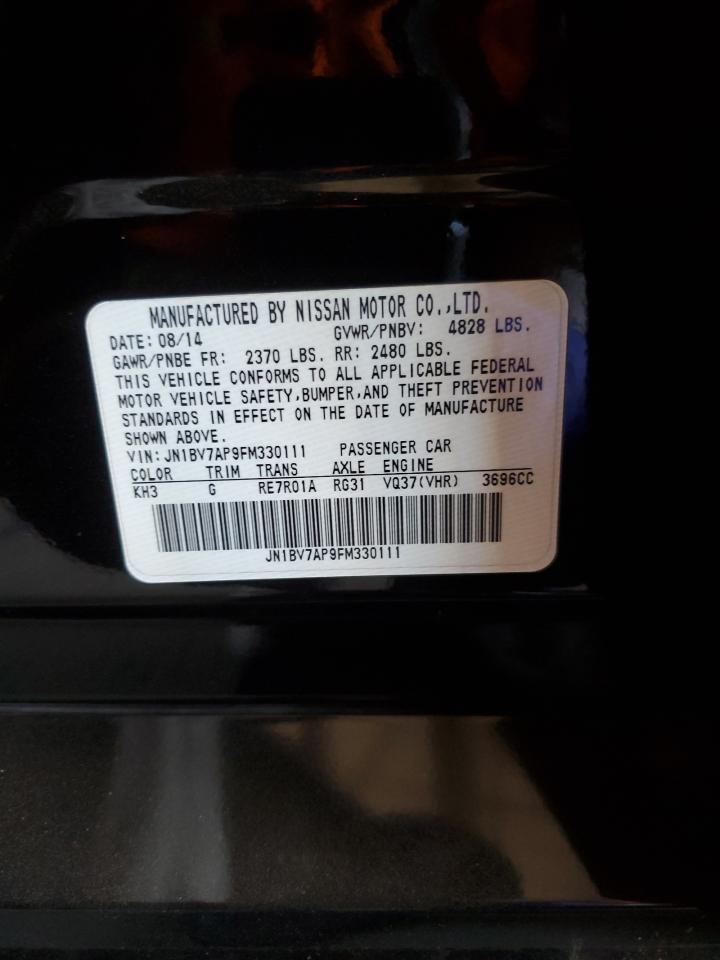 MANUFACTURED BY NISSAN MOTOR CO.,LTD.
DATE: 08/14 GVWR/PNBV: 4828 LBS.
GAWR/PNBE FR: 2370 LBS. RR: 2480 LBS.
THIS VEHICLE CONFORMS TO ALL APPLICABLE FEDERAL
MOTOR VEHICLE SAFETY,BUMPER,AND THEFT PREVENTION
STANDARDS IN EFFECT ON THE DATE OF MANUFACTURE
SHOWN ABOVE.
VIN: JN1BV7AP9FM330111 PASSENGER CAR
COLOR TRIM TRANS AXLE ENGINE
KH3 G RE7R01A RG31 VQ37(VHR) 3696CC
JN1BV7AP9FM330111